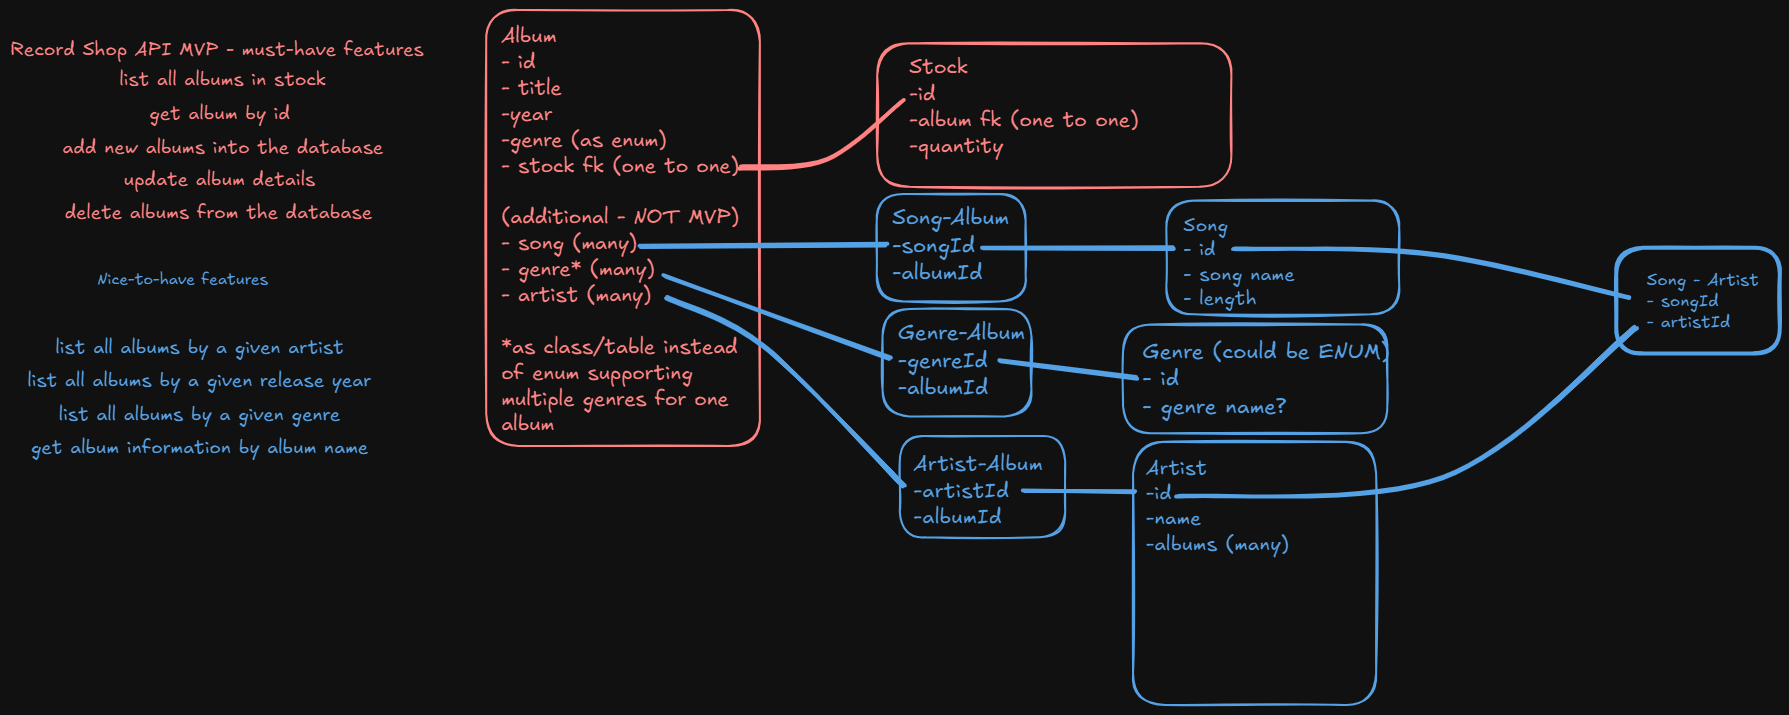 Record Shop API MVP - must-have features
list all albums in stock
get album by id
add new albums into the database
update album details
delete albums from the database
Nice-to-have features
list all albums by a given artist
list all albums by a given release year
list all albums by a given genre
get album information by album name
Album
- id
- title
-year
-genre (as enum)
- stock fk (one to one)
(additional - NOT MVP)
- song (many)
- genre* (many)
- artist (many)
*as class/table instead
of enum supporting
multiple genres for one
album
Stock
-id
-album fk (one to one)
-quantity
Song-Album
-songId
-albumId
Song
- id
- song name
- length
Song - Artist
- songId
- artistId
Genre-Album
-genreId
-albumId
Genre (could be ENUM)
- id
- genre name?
Artist-Album
-artistId
-albumId
Artist
-id
-name
-albums (many)